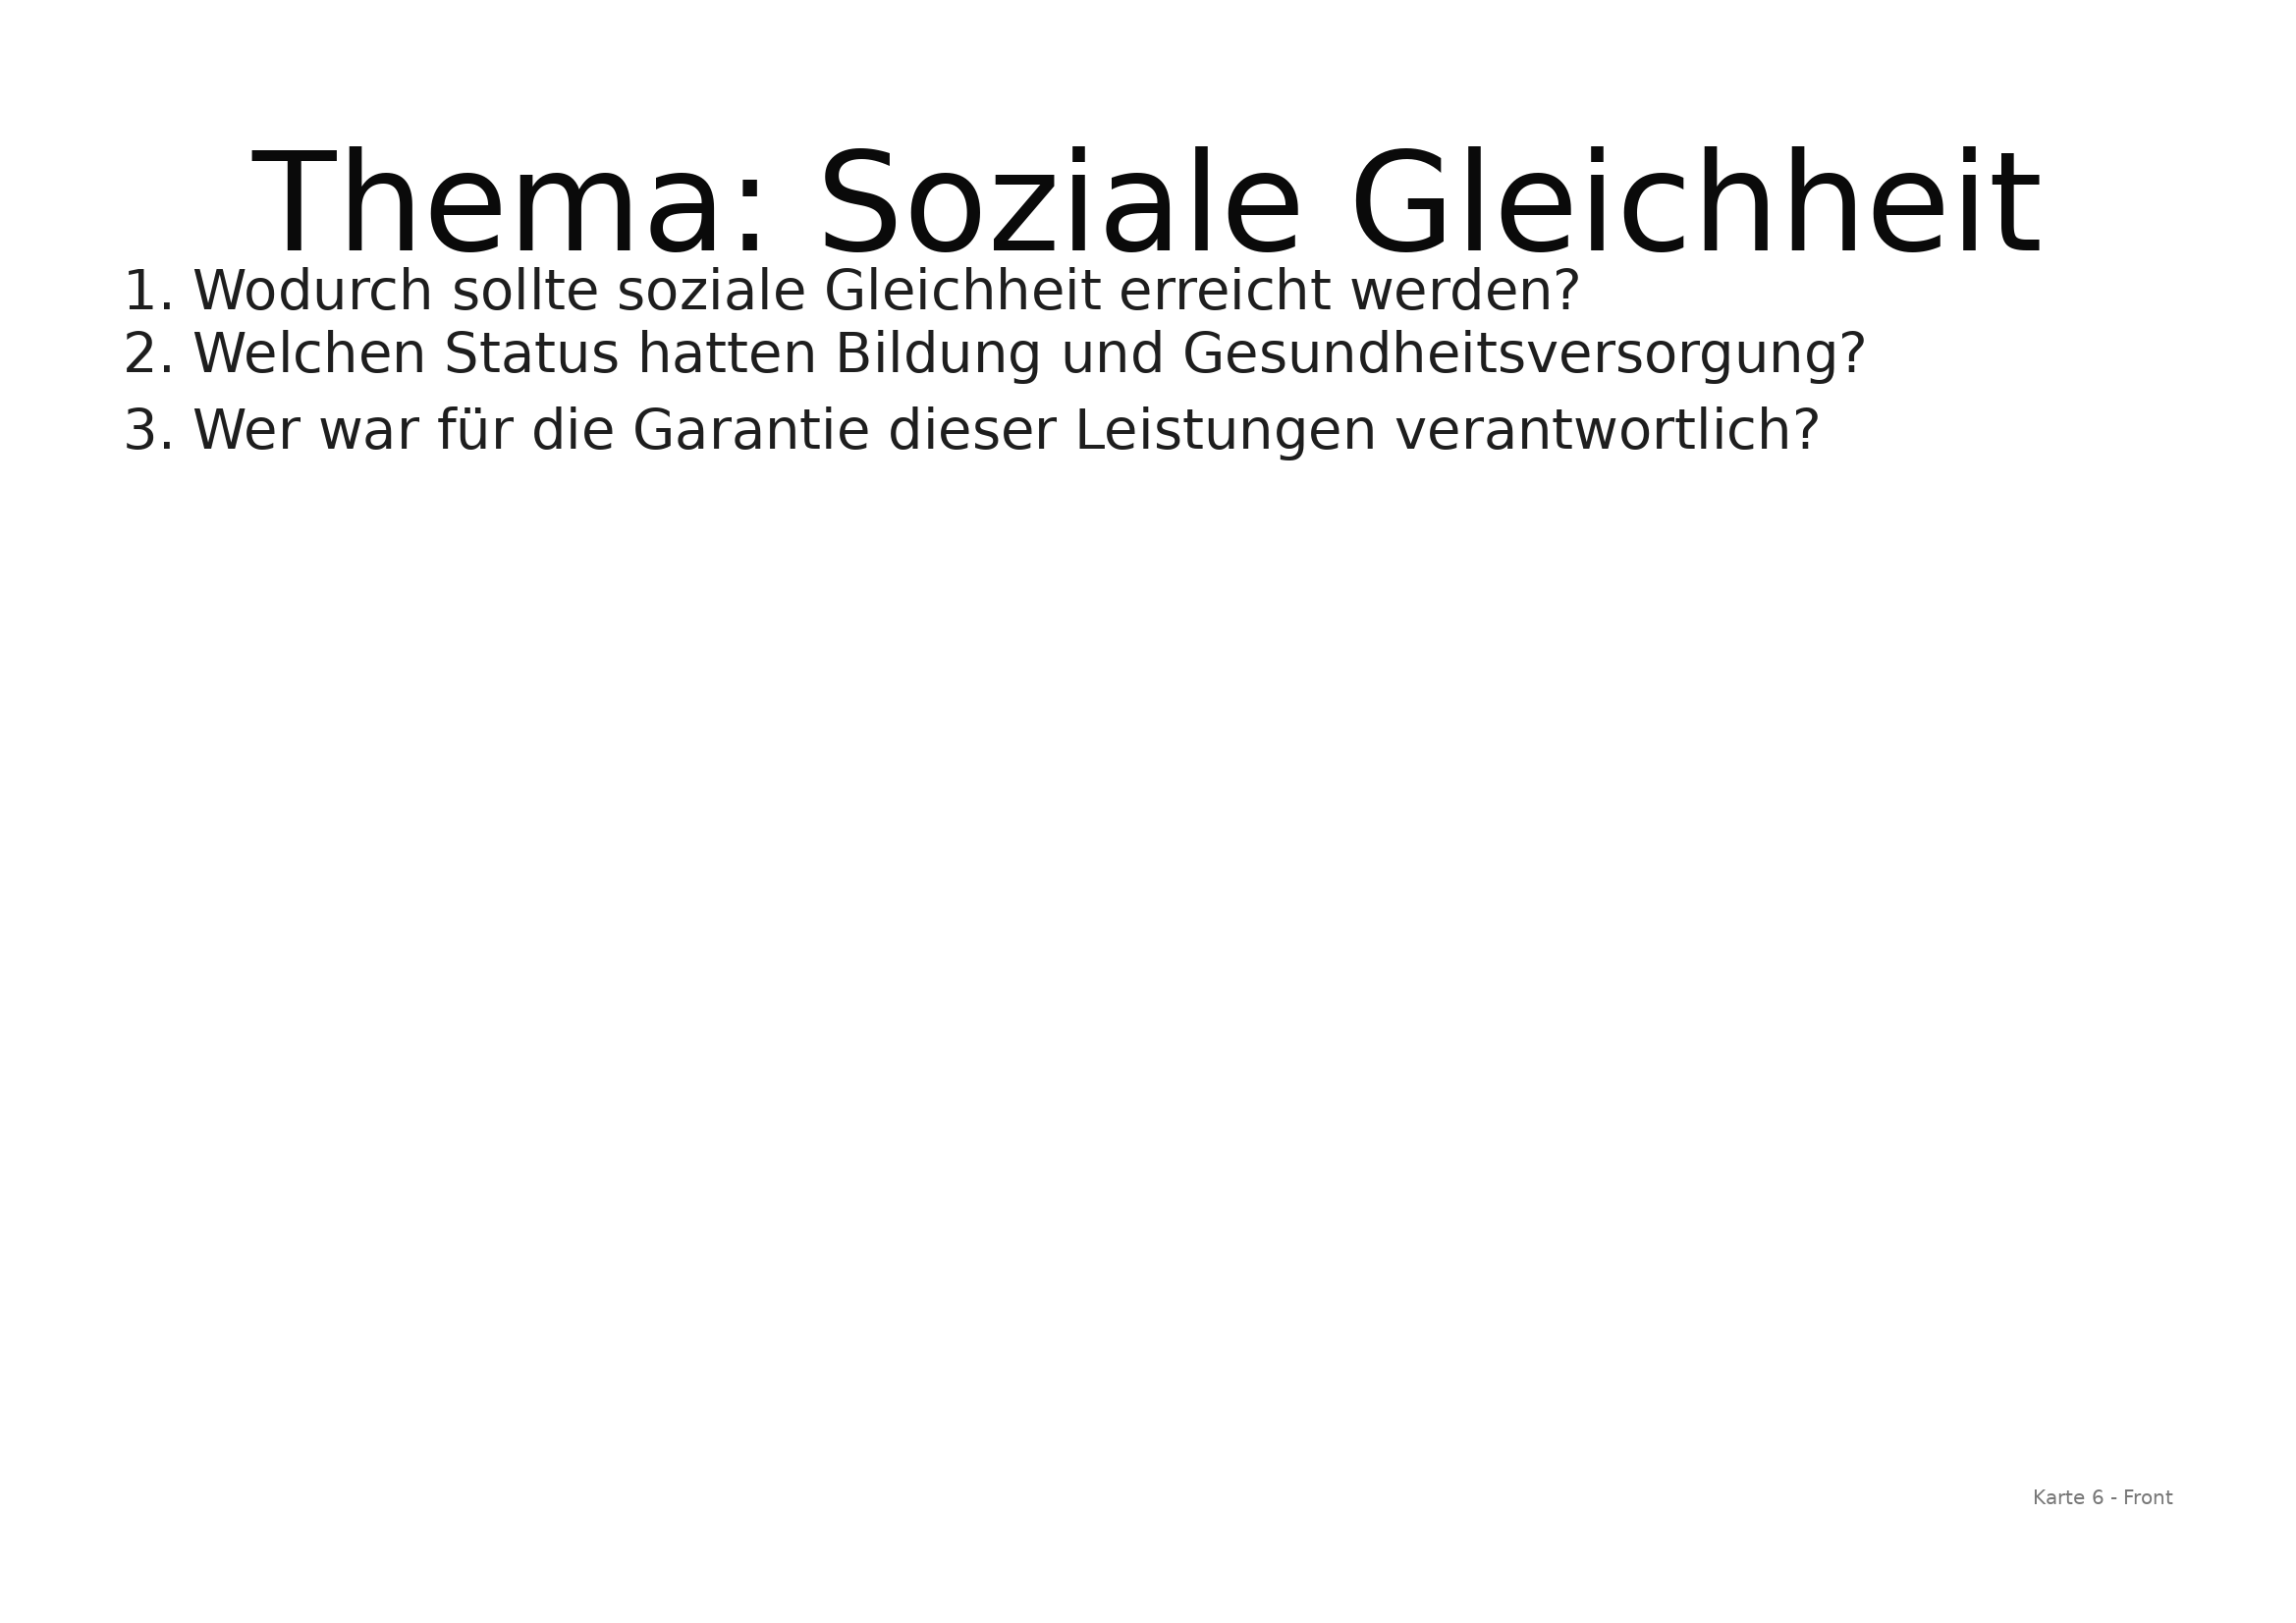 Thema: Soziale Gleichheit
1. Wodurch sollte soziale Gleichheit erreicht werden?
2. Welchen Status hatten Bildung und Gesundheitsversorgung?
3. Wer war für die Garantie dieser Leistungen verantwortlich?
Karte 6 - Front